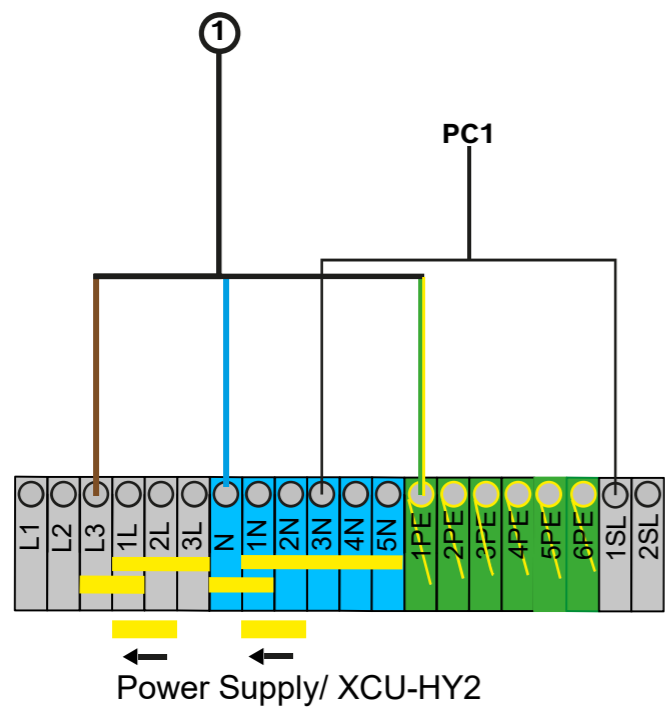 1
PC1
L1 L2 L3 1L 2L 3L N 1N 2N 3N 4N 5N 1PE 2PE 3PE 4PE 5PE 6PE 1SL 2SL
Power Supply/ XCU-HY2